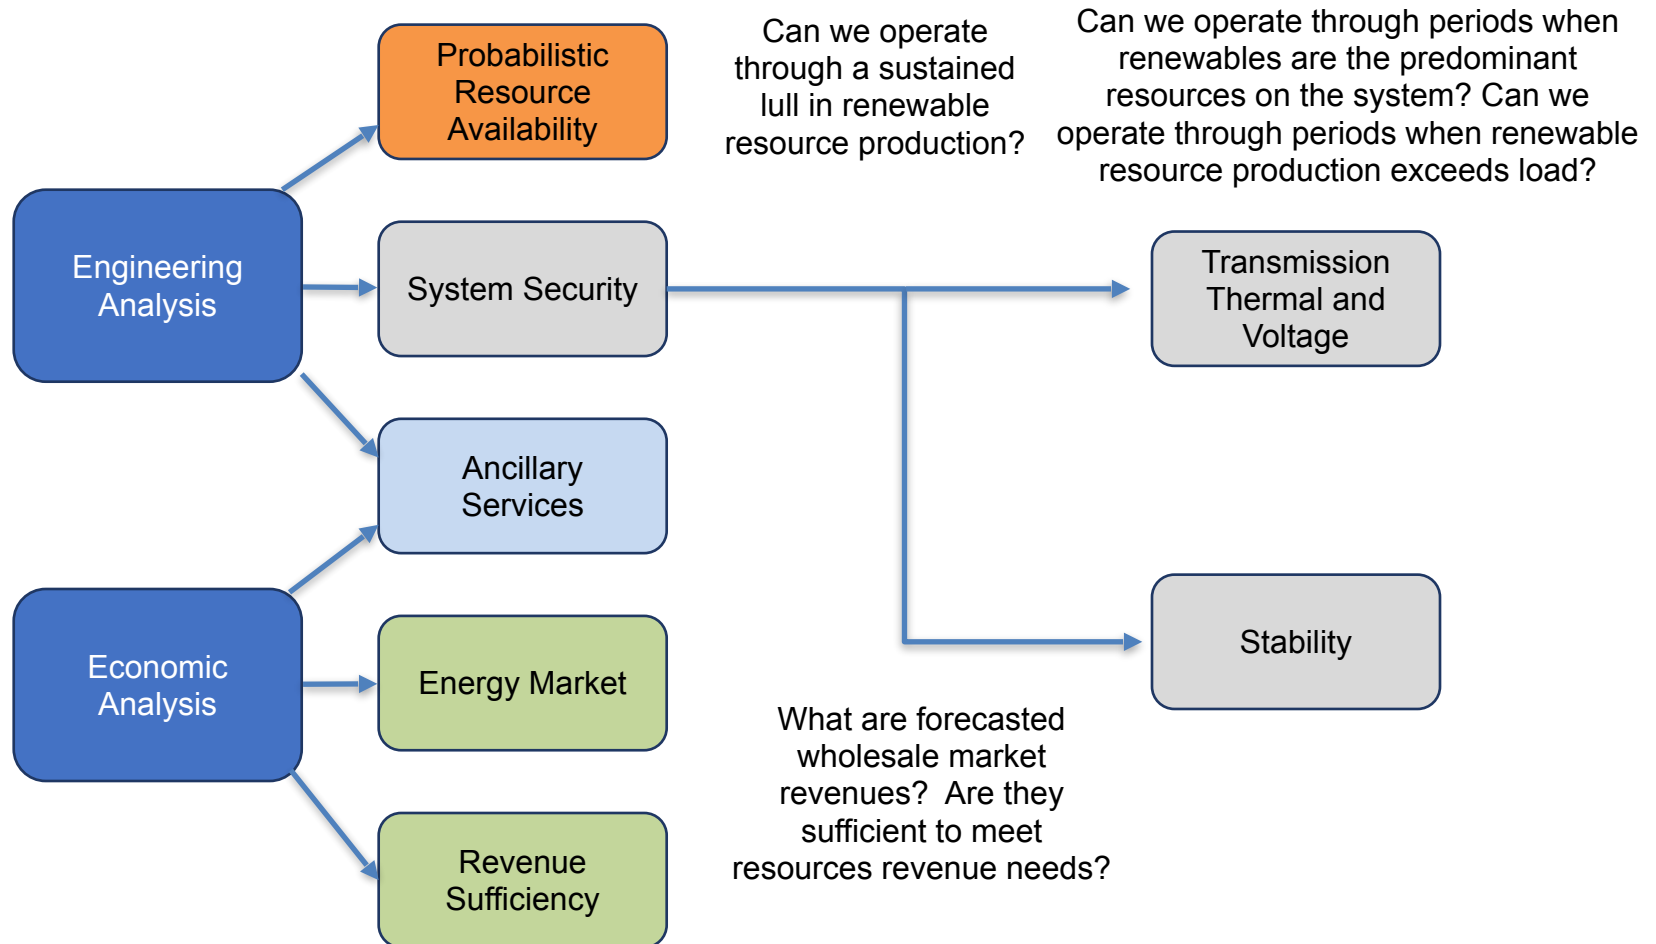 Probabilistic
Resource
Availability
Can we operate
through a sustained
lull in renewable
resource production?
Can we operate through periods when
renewables are the predominant
resources on the system? Can we
operate through periods when renewable
resource production exceeds load?
Engineering
Analysis
System Security
Transmission
Thermal and
Voltage
Ancillary
Services
Economic
Analysis
Energy Market
Stability
What are forecasted
wholesale market
revenues?  Are they
sufficient to meet
resources revenue needs?
Revenue
Sufficiency